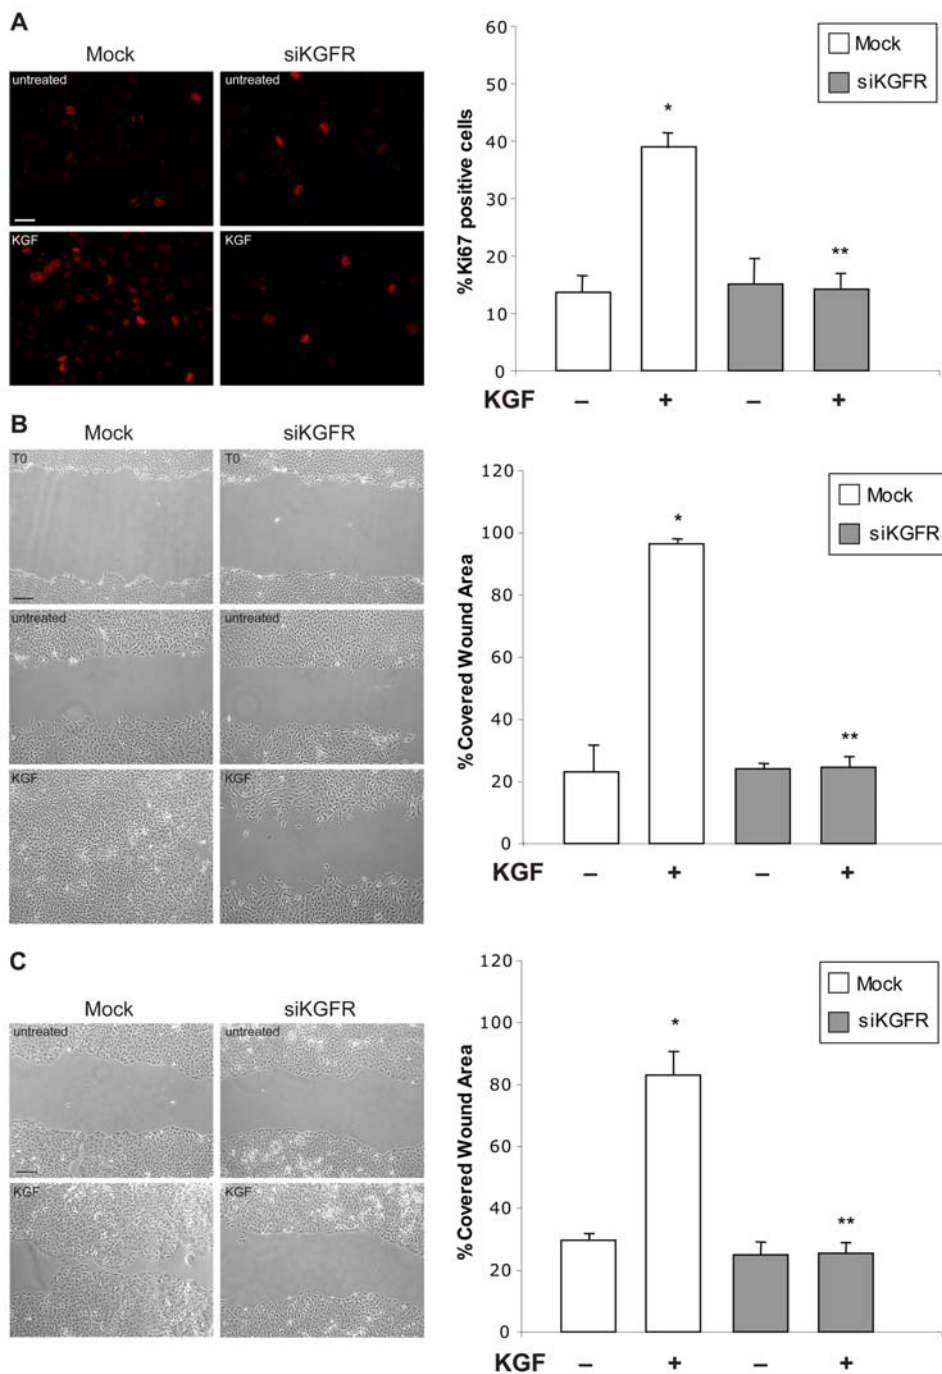 A
Mock siKGFR
untreated untreated
KGF KGF
60
50
40
30
20
10
0
%Ki67 positive cells
*
**
Mock
siKGFR
KGF – + – +
B
Mock siKGFR
T0 T0
untreated untreated
KGF KGF
120
100
80
60
40
20
0
%Covered Wound Area
*
**
Mock
siKGFR
KGF – + – +
C
Mock siKGFR
untreated untreated
KGF KGF
120
100
80
60
40
20
0
%Covered Wound Area
*
**
Mock
siKGFR
KGF – + – +